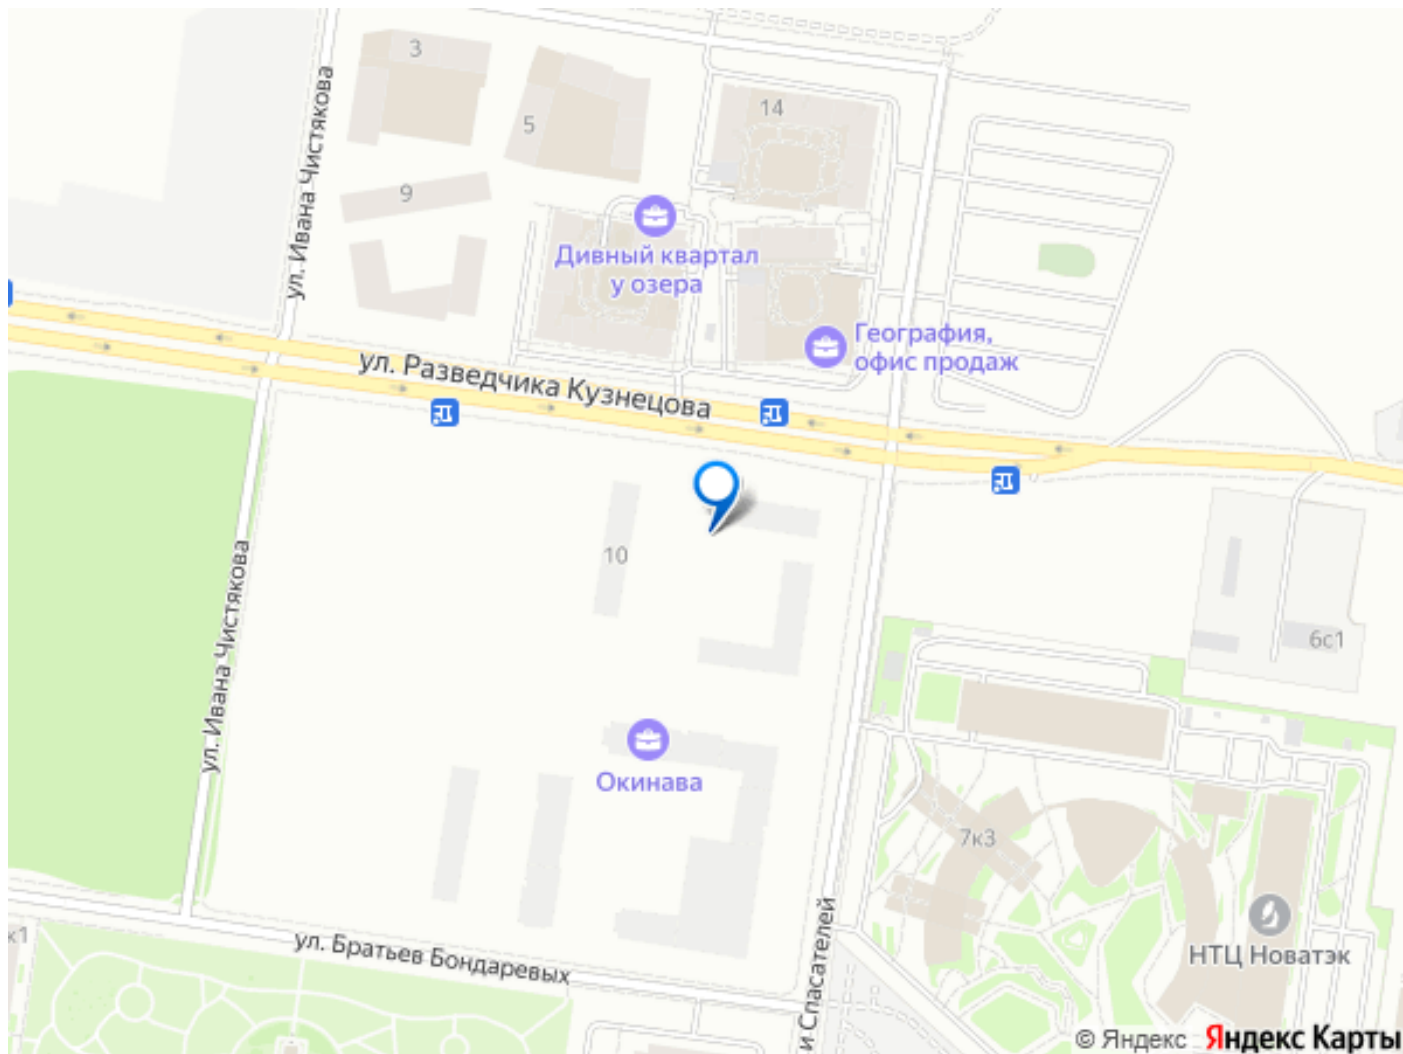 3
14
5
ул. Ивана Чистякова
9
Дивный квартал
у озера
География,
офис продаж
ул. Разведчика Кузнецова
10
ул. Ивана Чистякова
6с1
Окинава
7к3
и Спасателей
НТЦ Новатэк
к1
ул. Братьев Бондаревых
© Яндекс Яндекс Карты